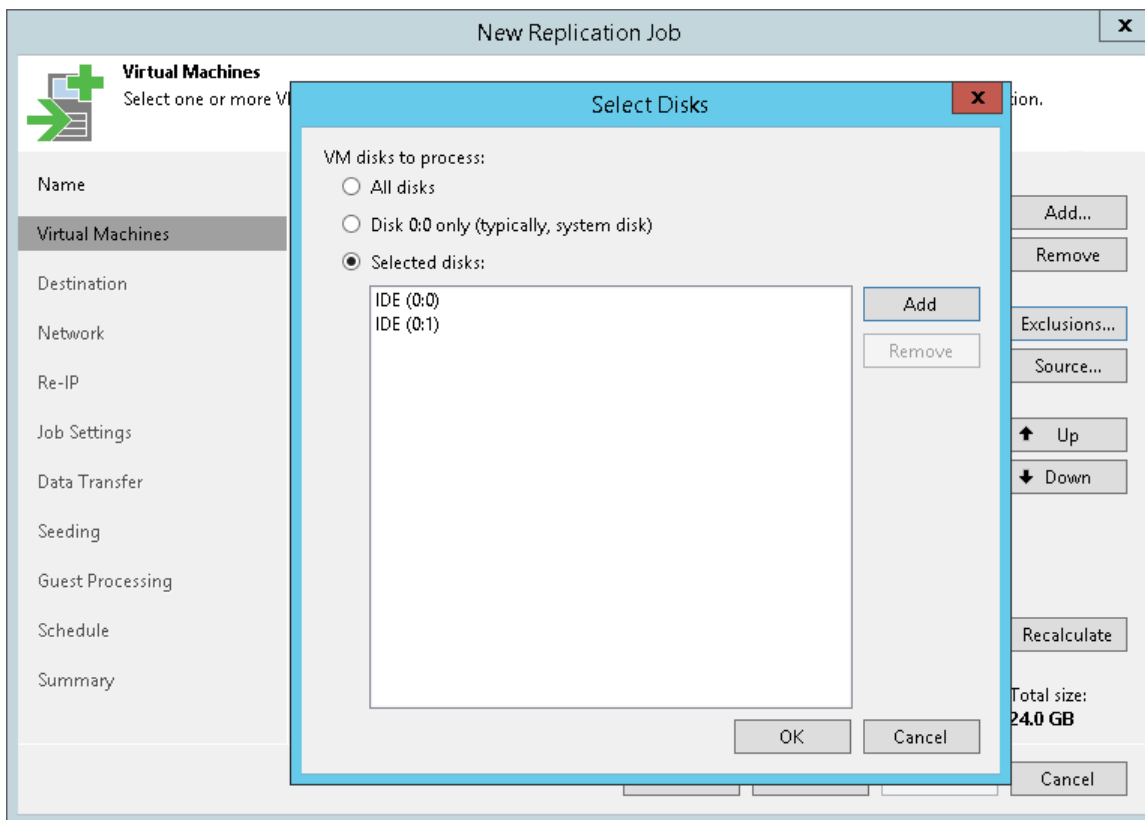 New Replication Job
x
Virtual Machines
Select one or more
tion.
Select Disks
x
VM disks to process:
All disks
Disk 0:0 only (typically, system disk)
Selected disks:
IDE (0:0)
IDE (0:1)
Add
Remove
OK
Cancel
Name
Virtual Machines
Destination
Network
Re-IP
Job Settings
Data Transfer
Seeding
Guest Processing
Schedule
Summary
Add...
Remove
Exclusions...
Source...
Up
Down
Recalculate
Total size:
24.0 GB
Cancel